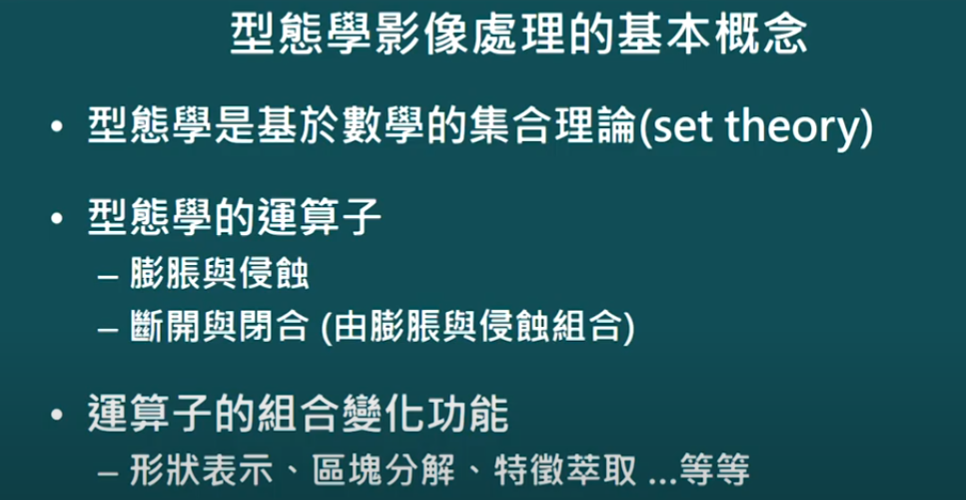 型態學影像處理的基本概念
• 型態學是基於數學的集合理論(set theory)
• 型態學的運算子
– 膨脹與侵蝕
– 斷開與閉合 (由膨脹與侵蝕組合)
• 運算子的組合變化功能
– 形狀表示、區塊分解、特徵萃取 ...等等